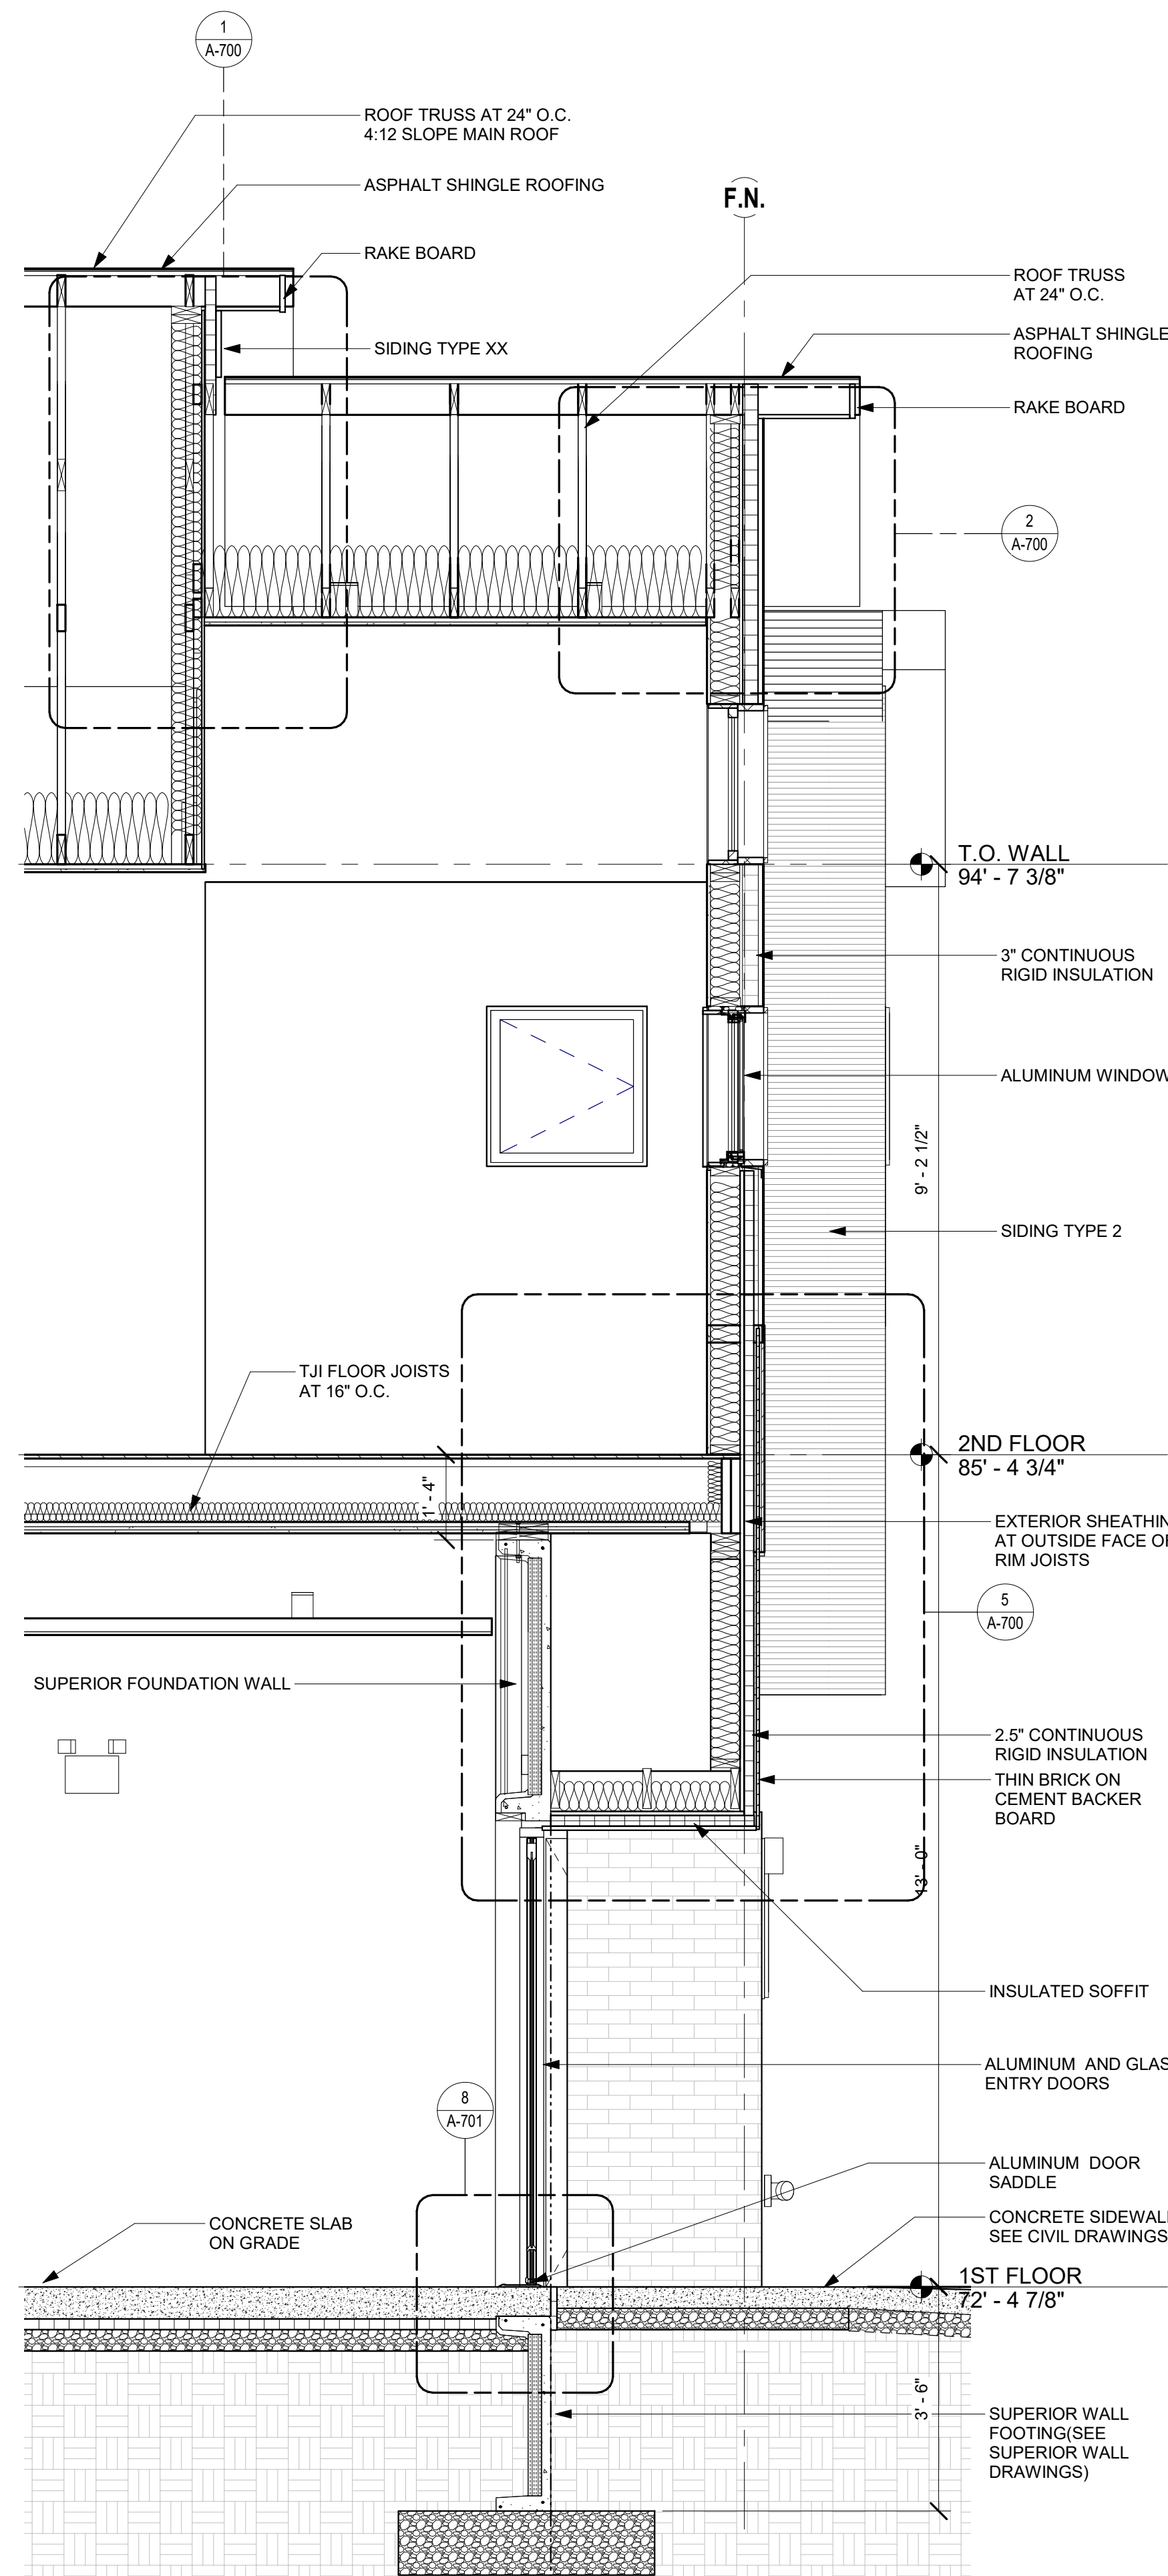 1
A-700
ROOF TRUSS AT 24" O.C.
4:12 SLOPE MAIN ROOF
ASPHALT SHINGLE ROOFING
F.N.
RAKE BOARD
ROOF TRUSS
AT 24" O.C.
SIDING TYPE XX
ASPHALT SHINGLE
ROOFING
RAKE BOARD
2
A-700
T.O. WALL
94' - 7 3/8"
3" CONTINUOUS
RIGID INSULATION
ALUMINUM WINDOW
9' - 2 1/2"
SIDING TYPE 2
TJI FLOOR JOISTS
AT 16" O.C.
2ND FLOOR
85' - 4 3/4"
1' - 4"
EXTERIOR SHEATHIN
AT OUTSIDE FACE OF
RIM JOISTS
5
A-700
SUPERIOR FOUNDATION WALL
2.5" CONTINUOUS
RIGID INSULATION
THIN BRICK ON
CEMENT BACKER
BOARD
13' - 0"
INSULATED SOFFIT
ALUMINUM AND GLAS
ENTRY DOORS
8
A-701
ALUMINUM DOOR
SADDLE
CONCRETE SLAB
ON GRADE
CONCRETE SIDEWALK
SEE CIVIL DRAWINGS
1ST FLOOR
72' - 4 7/8"
3' - 6"
SUPERIOR WALL
FOOTING(SEE
SUPERIOR WALL
DRAWINGS)